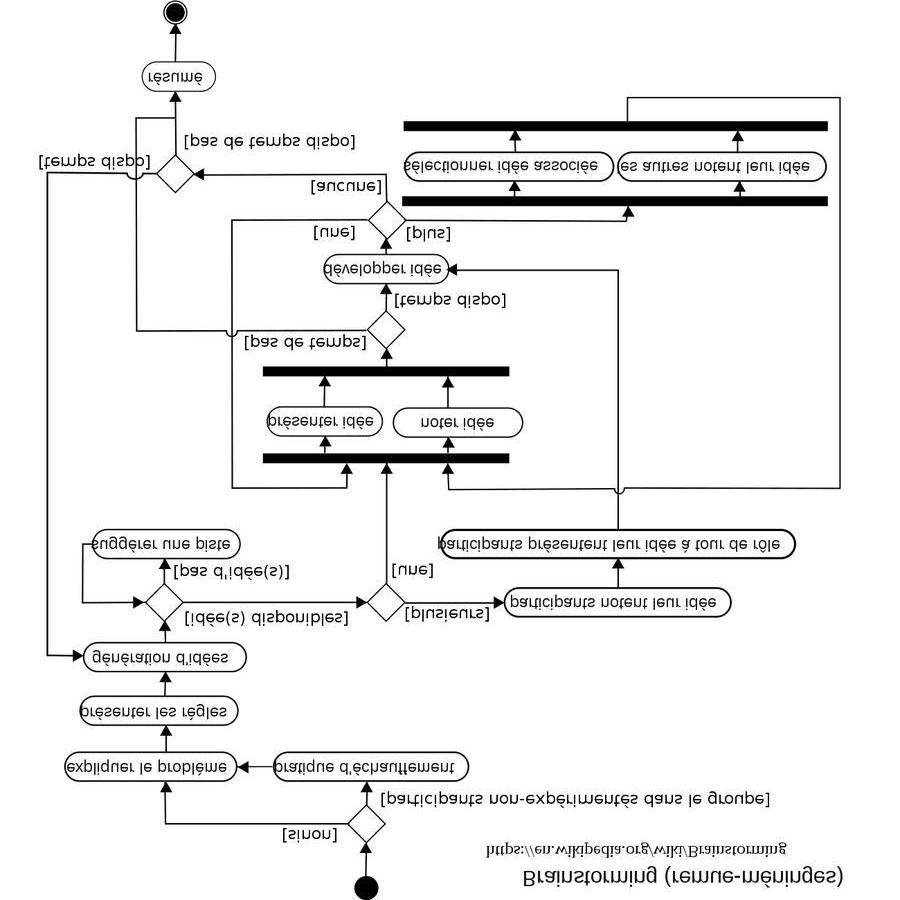 Brainstorming (remue-méninges)
https://en.wikipedia.org/wiki/Brainstorming
[sinon]
[participants non-expérimentés dans le groupe]
expliquer le problème
pratique d'échauffement
présenter les règles
génération d'idées
[idée(s) disponibles]
[plusieurs]
participants notent leur idée
[pas d'idée(s)]
[une]
suggérer une piste
participants présentent leur idée à tour de rôle
présenter idée
noter idée
[pas de temps]
[temps dispo]
développer idée
[une]
[plus]
[aucune]
sélectionner idée associée
les autres notent leur idée
[temps dispo]
[pas de temps dispo]
résumé